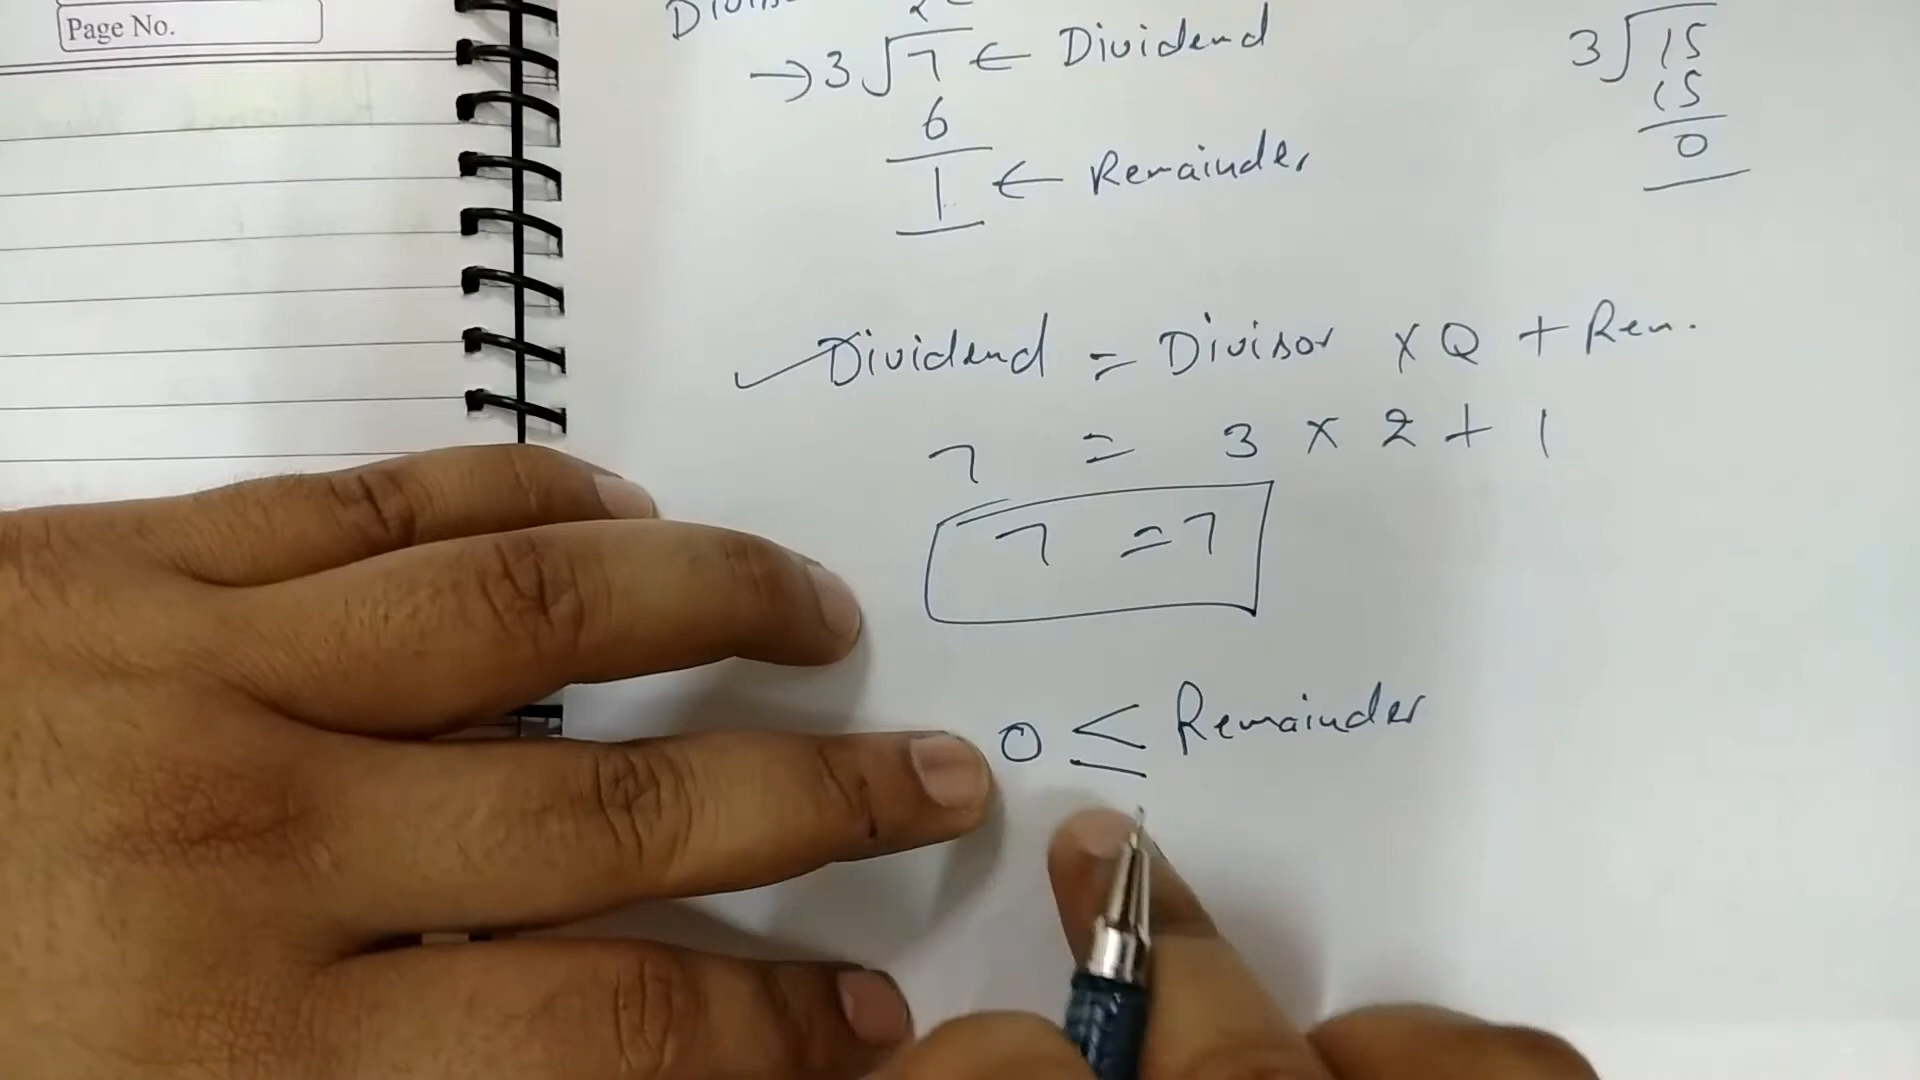 Page No.
3√7 ← Dividend
→
6
1 ← Remainder
3√15
15
0
Dividend = Divisor × Q + Rem.
7 = 3 × 2 + 1
7 = 7
0 ≤ Remainder